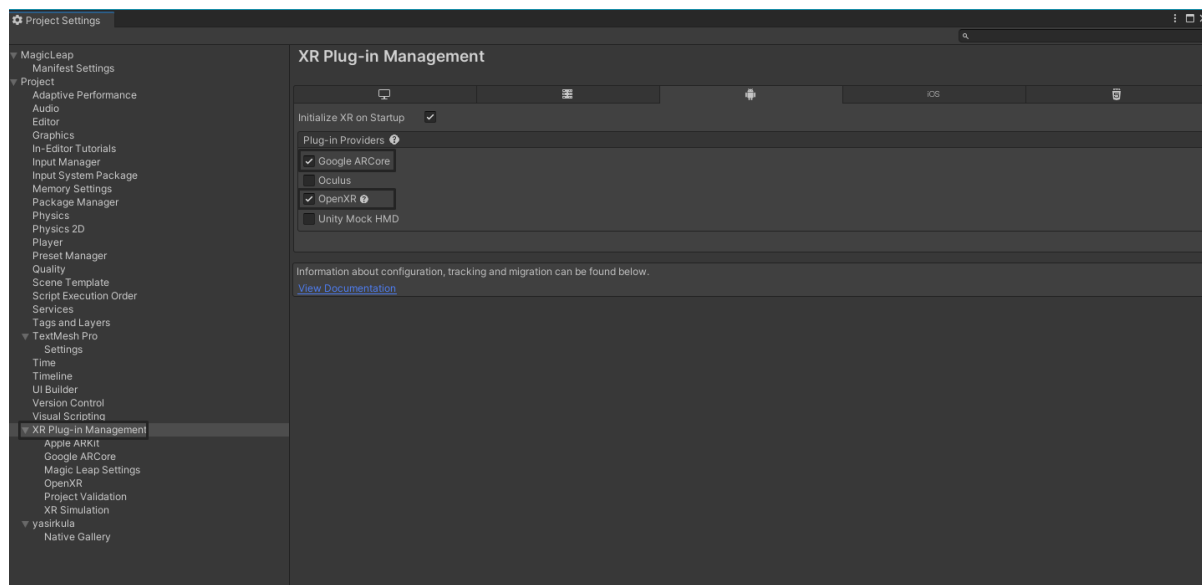 Project Settings
MagicLeap
Manifest Settings
Project
Adaptive Performance
Audio
Editor
Graphics
In-Editor Tutorials
Input Manager
Input System Package
Memory Settings
Package Manager
Physics
Physics 2D
Player
Preset Manager
Quality
Scene Template
Script Execution Order
Services
Tags and Layers
TextMesh Pro
Settings
Time
Timeline
UI Builder
Version Control
Visual Scripting
XR Plug-in Management
Apple ARKit
Google ARCore
Magic Leap Settings
OpenXR
Project Validation
XR Simulation
yasirkula
Native Gallery
XR Plug-in Management
iOS
Initialize XR on Startup
Plug-in Providers
Google ARCore
Oculus
OpenXR
Unity Mock HMD
Information about configuration, tracking and migration can be found below.
View Documentation